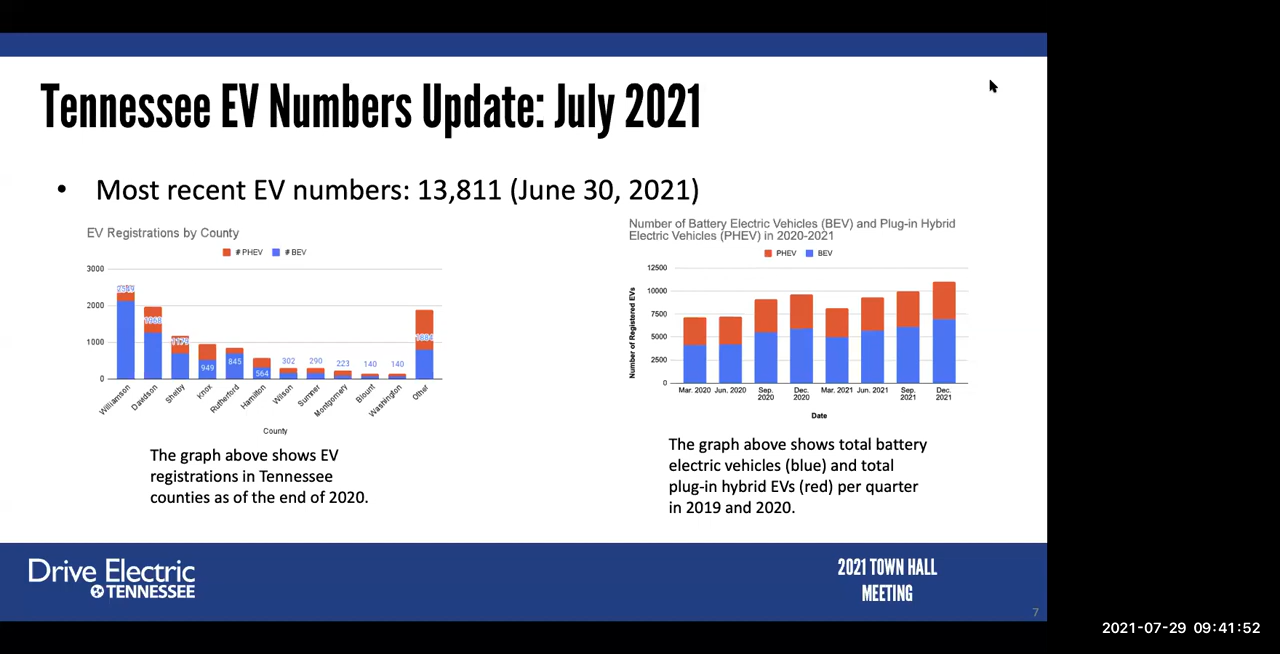 Tennessee EV Numbers Update: July 2021
• Most recent EV numbers: 13,811 (June 30, 2021)
EV Registrations by County
# PHEV # BEV
3000
2000
1000
0
1968
1179
949
845
564
302
290
223
140
140
1884
Williamson
Davidson
Shelby
Knox
Rutherford
Hamilton
Wilson
Sumner
Montgomery
Blount
Washington
Other
County
The graph above shows EV
registrations in Tennessee
counties as of the end of 2020.
Number of Battery Electric Vehicles (BEV) and Plug-in Hybrid
Electric Vehicles (PHEV) in 2020-2021
PHEV BEV
Number of Registered EVs
12500
10000
7500
5000
2500
0
Mar. 2020
Jun. 2020
Sep.
2020
Dec.
2020
Mar. 2021
Jun. 2021
Sep.
2021
Dec.
2021
Date
The graph above shows total battery
electric vehicles (blue) and total
plug-in hybrid EVs (red) per quarter
in 2019 and 2020.
Drive Electric
TENNESSEE
2021 TOWN HALL
MEETING
7
2021-07-29 09:41:52